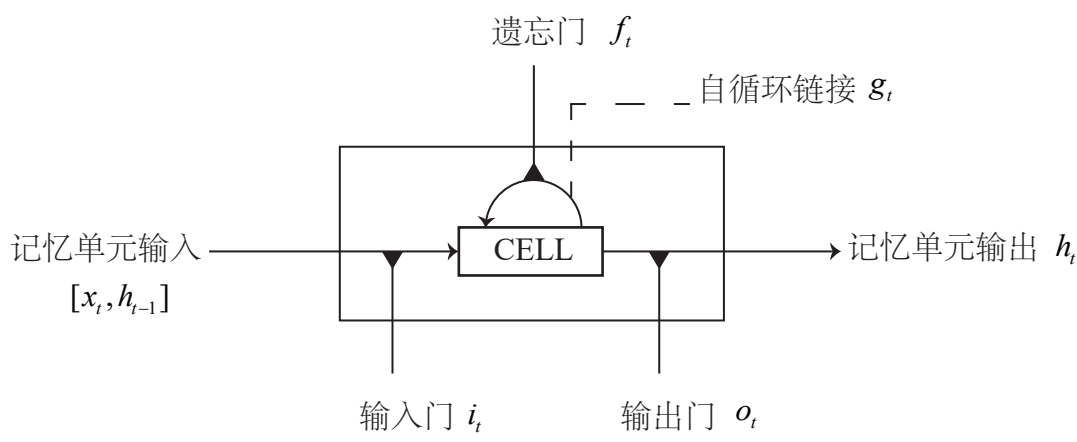 遗忘门 f_t
自循环链接 g_t
记忆单元输入
[x_t, h_{t-1}]
CELL
记忆单元输出 h_t
输入门 i_t
输出门 o_t